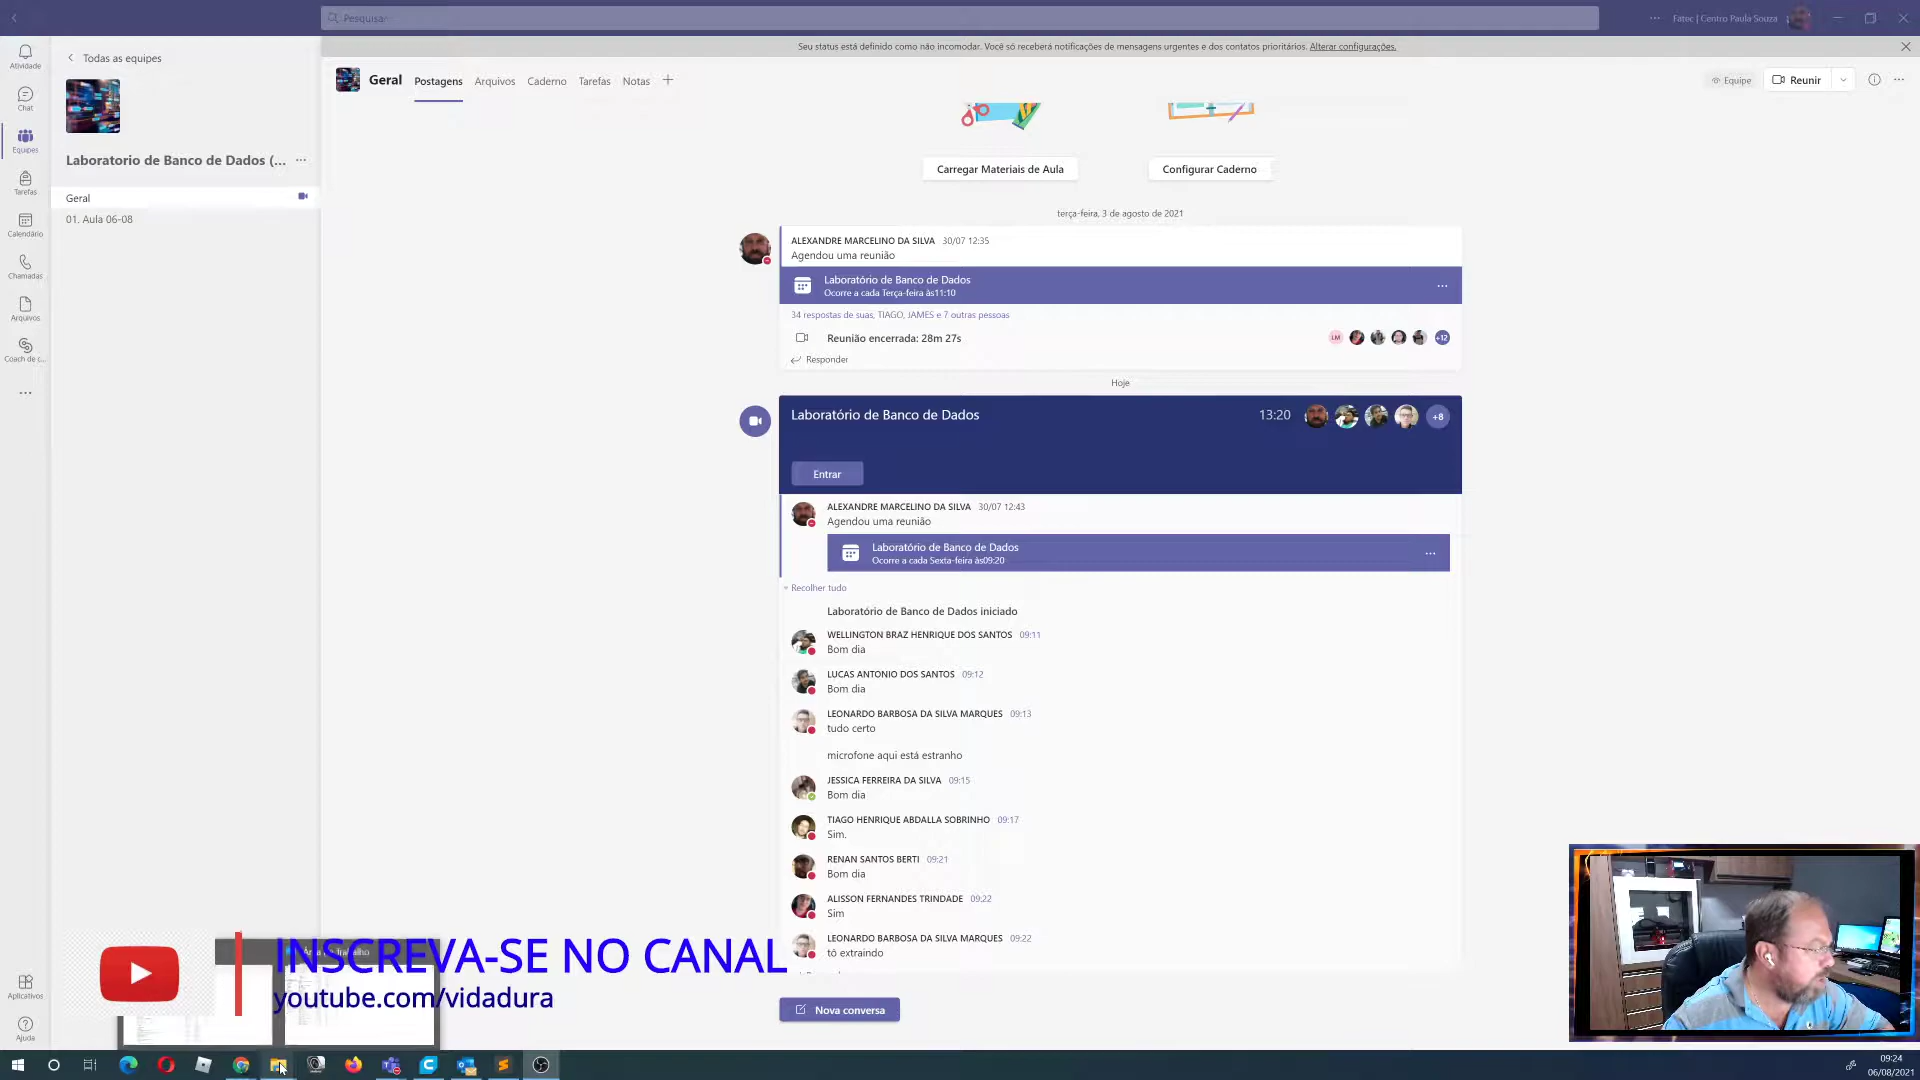 Pesquisar
Fatec | Centro Paula Souza
Seu status está definido como não incomodar. Você só receberá notificações de mensagens urgentes e dos contatos prioritários. Alterar configurações.
Atividade
Chat
Equipes
Tarefas
Calendário
Chamadas
Arquivos
Coach de c...
Aplicativos
Ajuda
Todas as equipes
Laboratorio de Banco de Dados (...
Geral
01. Aula 06-08
Geral
Postagens
Arquivos
Caderno
Tarefas
Notas
Equipe
Reunir
Carregar Materiais de Aula
Configurar Caderno
terça-feira, 3 de agosto de 2021
ALEXANDRE MARCELINO DA SILVA 30/07 12:35
Agendou uma reunião
Laboratório de Banco de Dados
Ocorre a cada Terça-feira às11:10
34 respostas de suas, TIAGO, JAMES e 7 outras pessoas
Reunião encerrada: 28m 27s
LM
+12
Responder
Hoje
Laboratório de Banco de Dados
13:20
+8
Entrar
ALEXANDRE MARCELINO DA SILVA 30/07 12:43
Agendou uma reunião
Laboratório de Banco de Dados
Ocorre a cada Sexta-feira às09:20
Recolher tudo
Laboratório de Banco de Dados iniciado
WELLINGTON BRAZ HENRIQUE DOS SANTOS 09:11
Bom dia
LUCAS ANTONIO DOS SANTOS 09:12
Bom dia
LEONARDO BARBOSA DA SILVA MARQUES 09:13
tudo certo
microfone aqui está estranho
JESSICA FERREIRA DA SILVA 09:15
Bom dia
TIAGO HENRIQUE ABDALLA SOBRINHO 09:17
Sim.
RENAN SANTOS BERTI 09:21
Bom dia
ALISSON FERNANDES TRINDADE 09:22
Sim
LEONARDO BARBOSA DA SILVA MARQUES 09:22
tô extraindo
Nova conversa
INSCREVA-SE NO CANAL
youtube.com/vidadura
09:24
06/08/2021